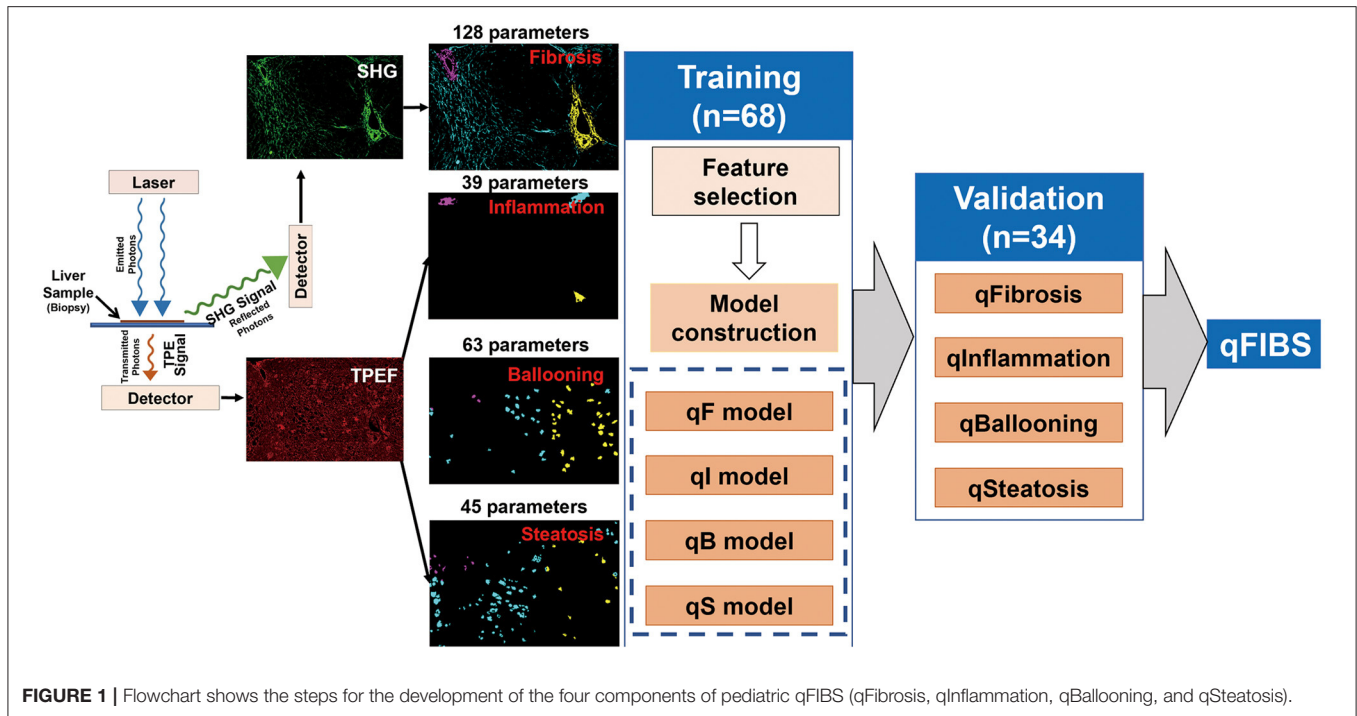 128 parameters
SHG
Fibrosis
Laser
Emitted
Photons
Liver
Sample
(Biopsy)
SHG Signal
Reflected
Photons
Detector
Transmitted
Photons
TPE
Signal
Detector
TPEF
39 parameters
Inflammation
63 parameters
Ballooning
45 parameters
Steatosis
Training
(n=68)
Feature
selection
Model
construction
qF model
qI model
qB model
qS model
Validation
(n=34)
qFibrosis
qInflammation
qBallooning
qSteatosis
qFIBS
FIGURE 1 | Flowchart shows the steps for the development of the four components of pediatric qFIBS (qFibrosis, qInflammation, qBallooning, and qSteatosis).